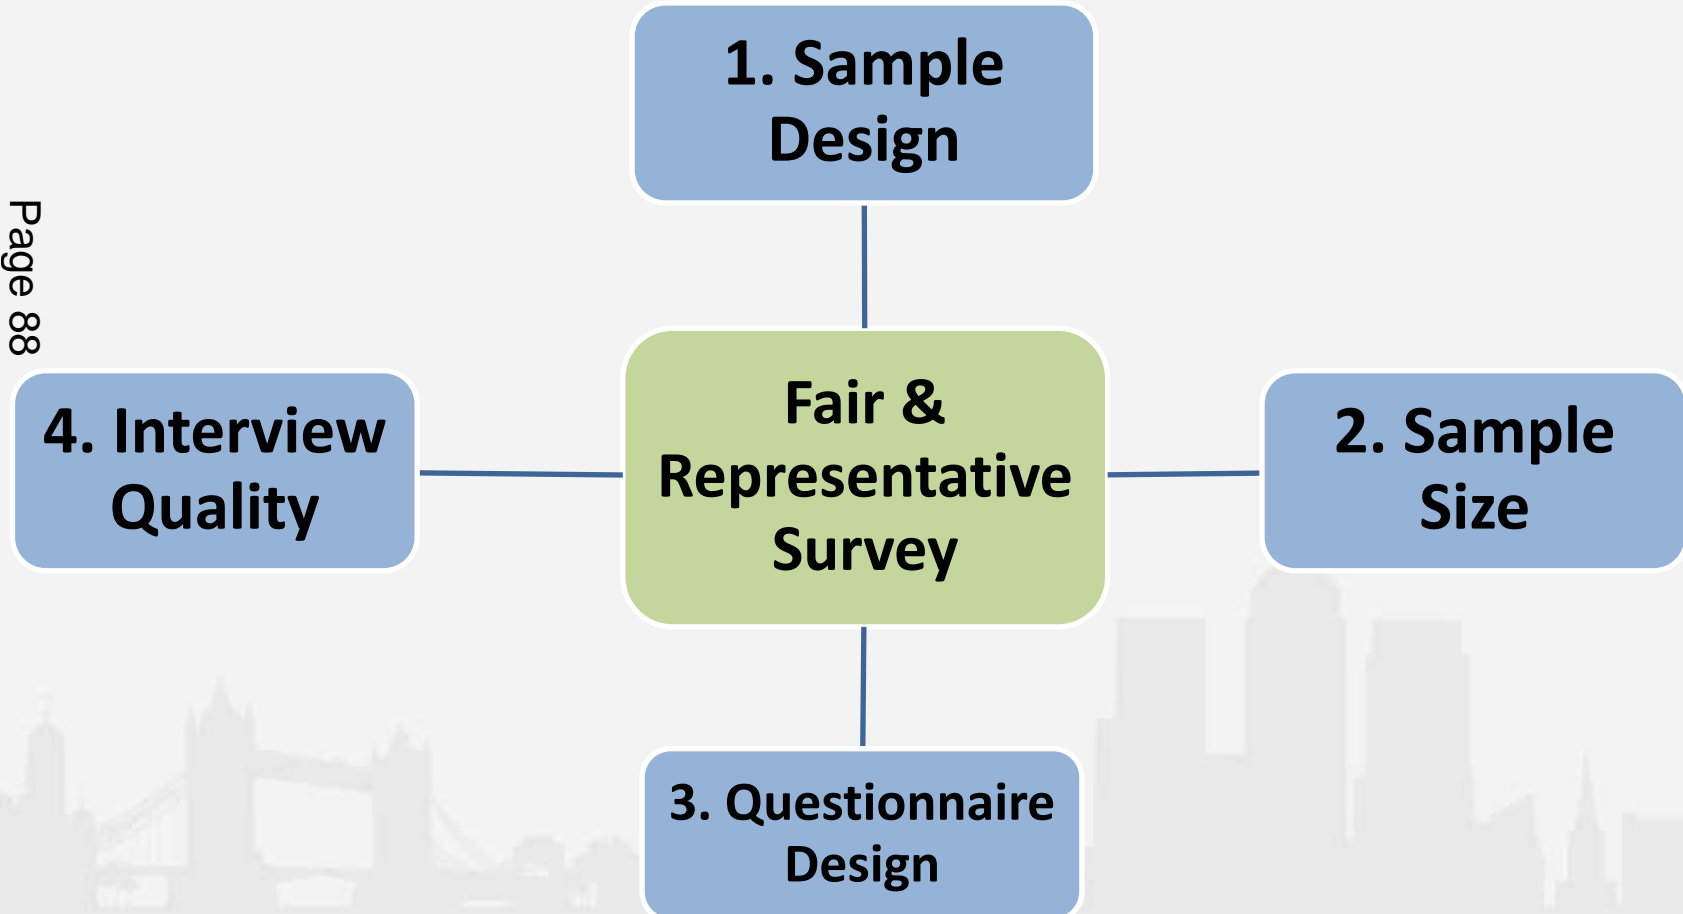 1. Sample
Design
Page 88
Fair &
Representative
Survey
2. Sample
Size
3. Questionnaire
Design
4. Interview
Quality